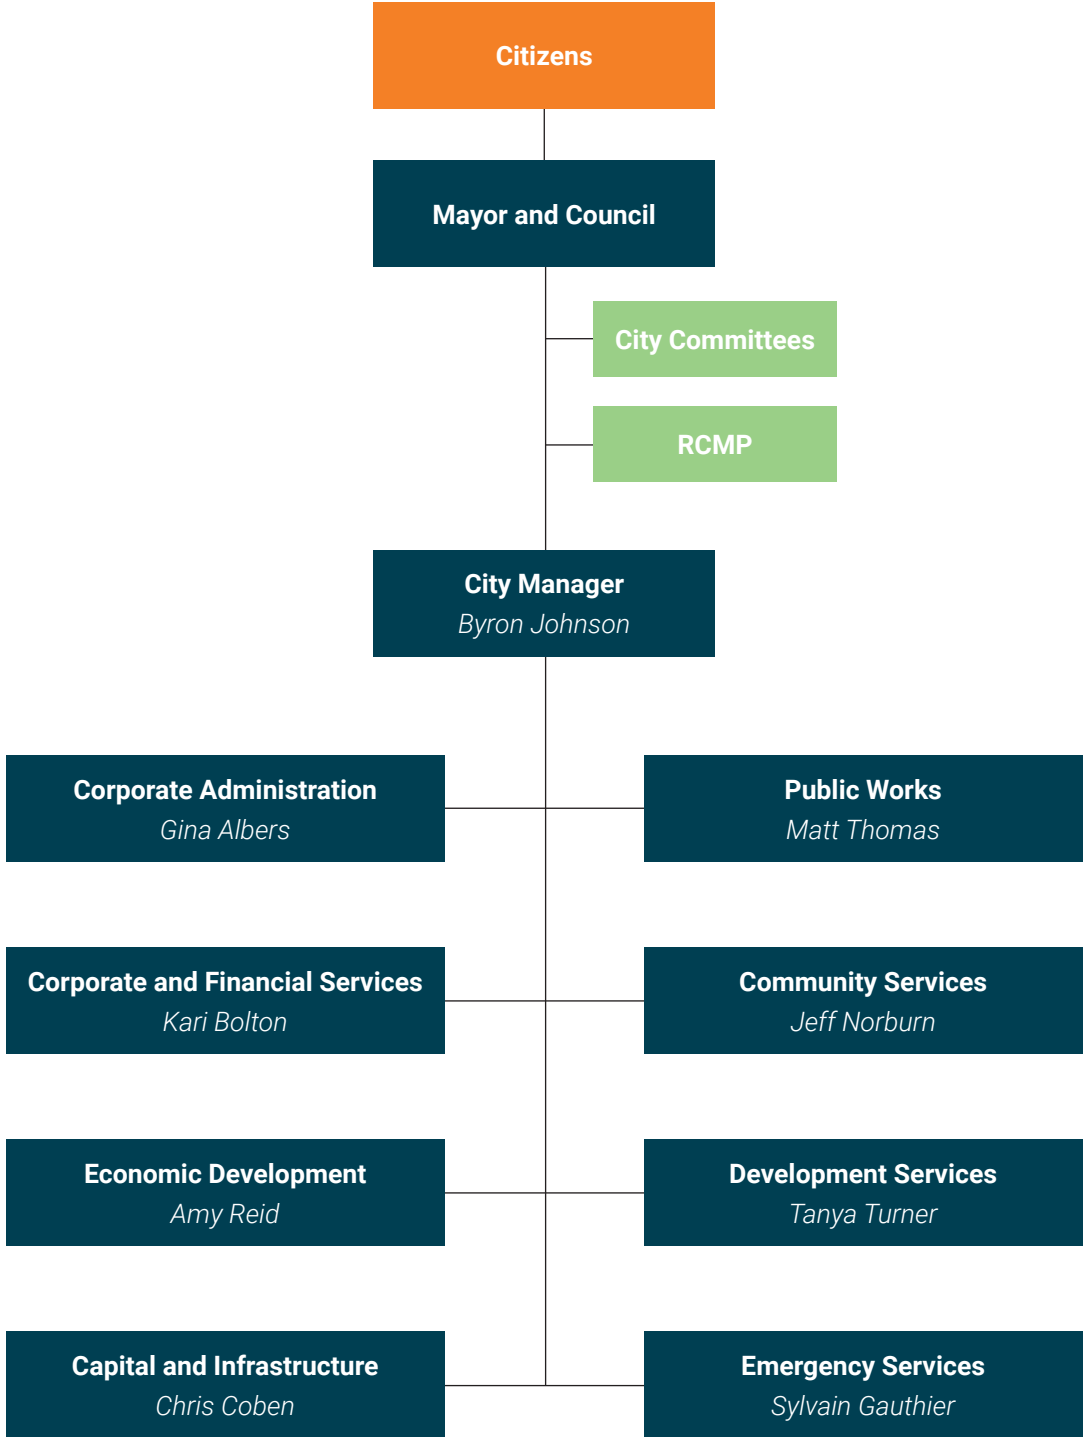 Citizens
Mayor and Council
City Committees
RCMP
City Manager
Byron Johnson
Corporate Administration
Gina Albers
Public Works
Matt Thomas
Corporate and Financial Services
Kari Bolton
Community Services
Jeff Norburn
Economic Development
Amy Reid
Development Services
Tanya Turner
Capital and Infrastructure
Chris Coben
Emergency Services
Sylvain Gauthier